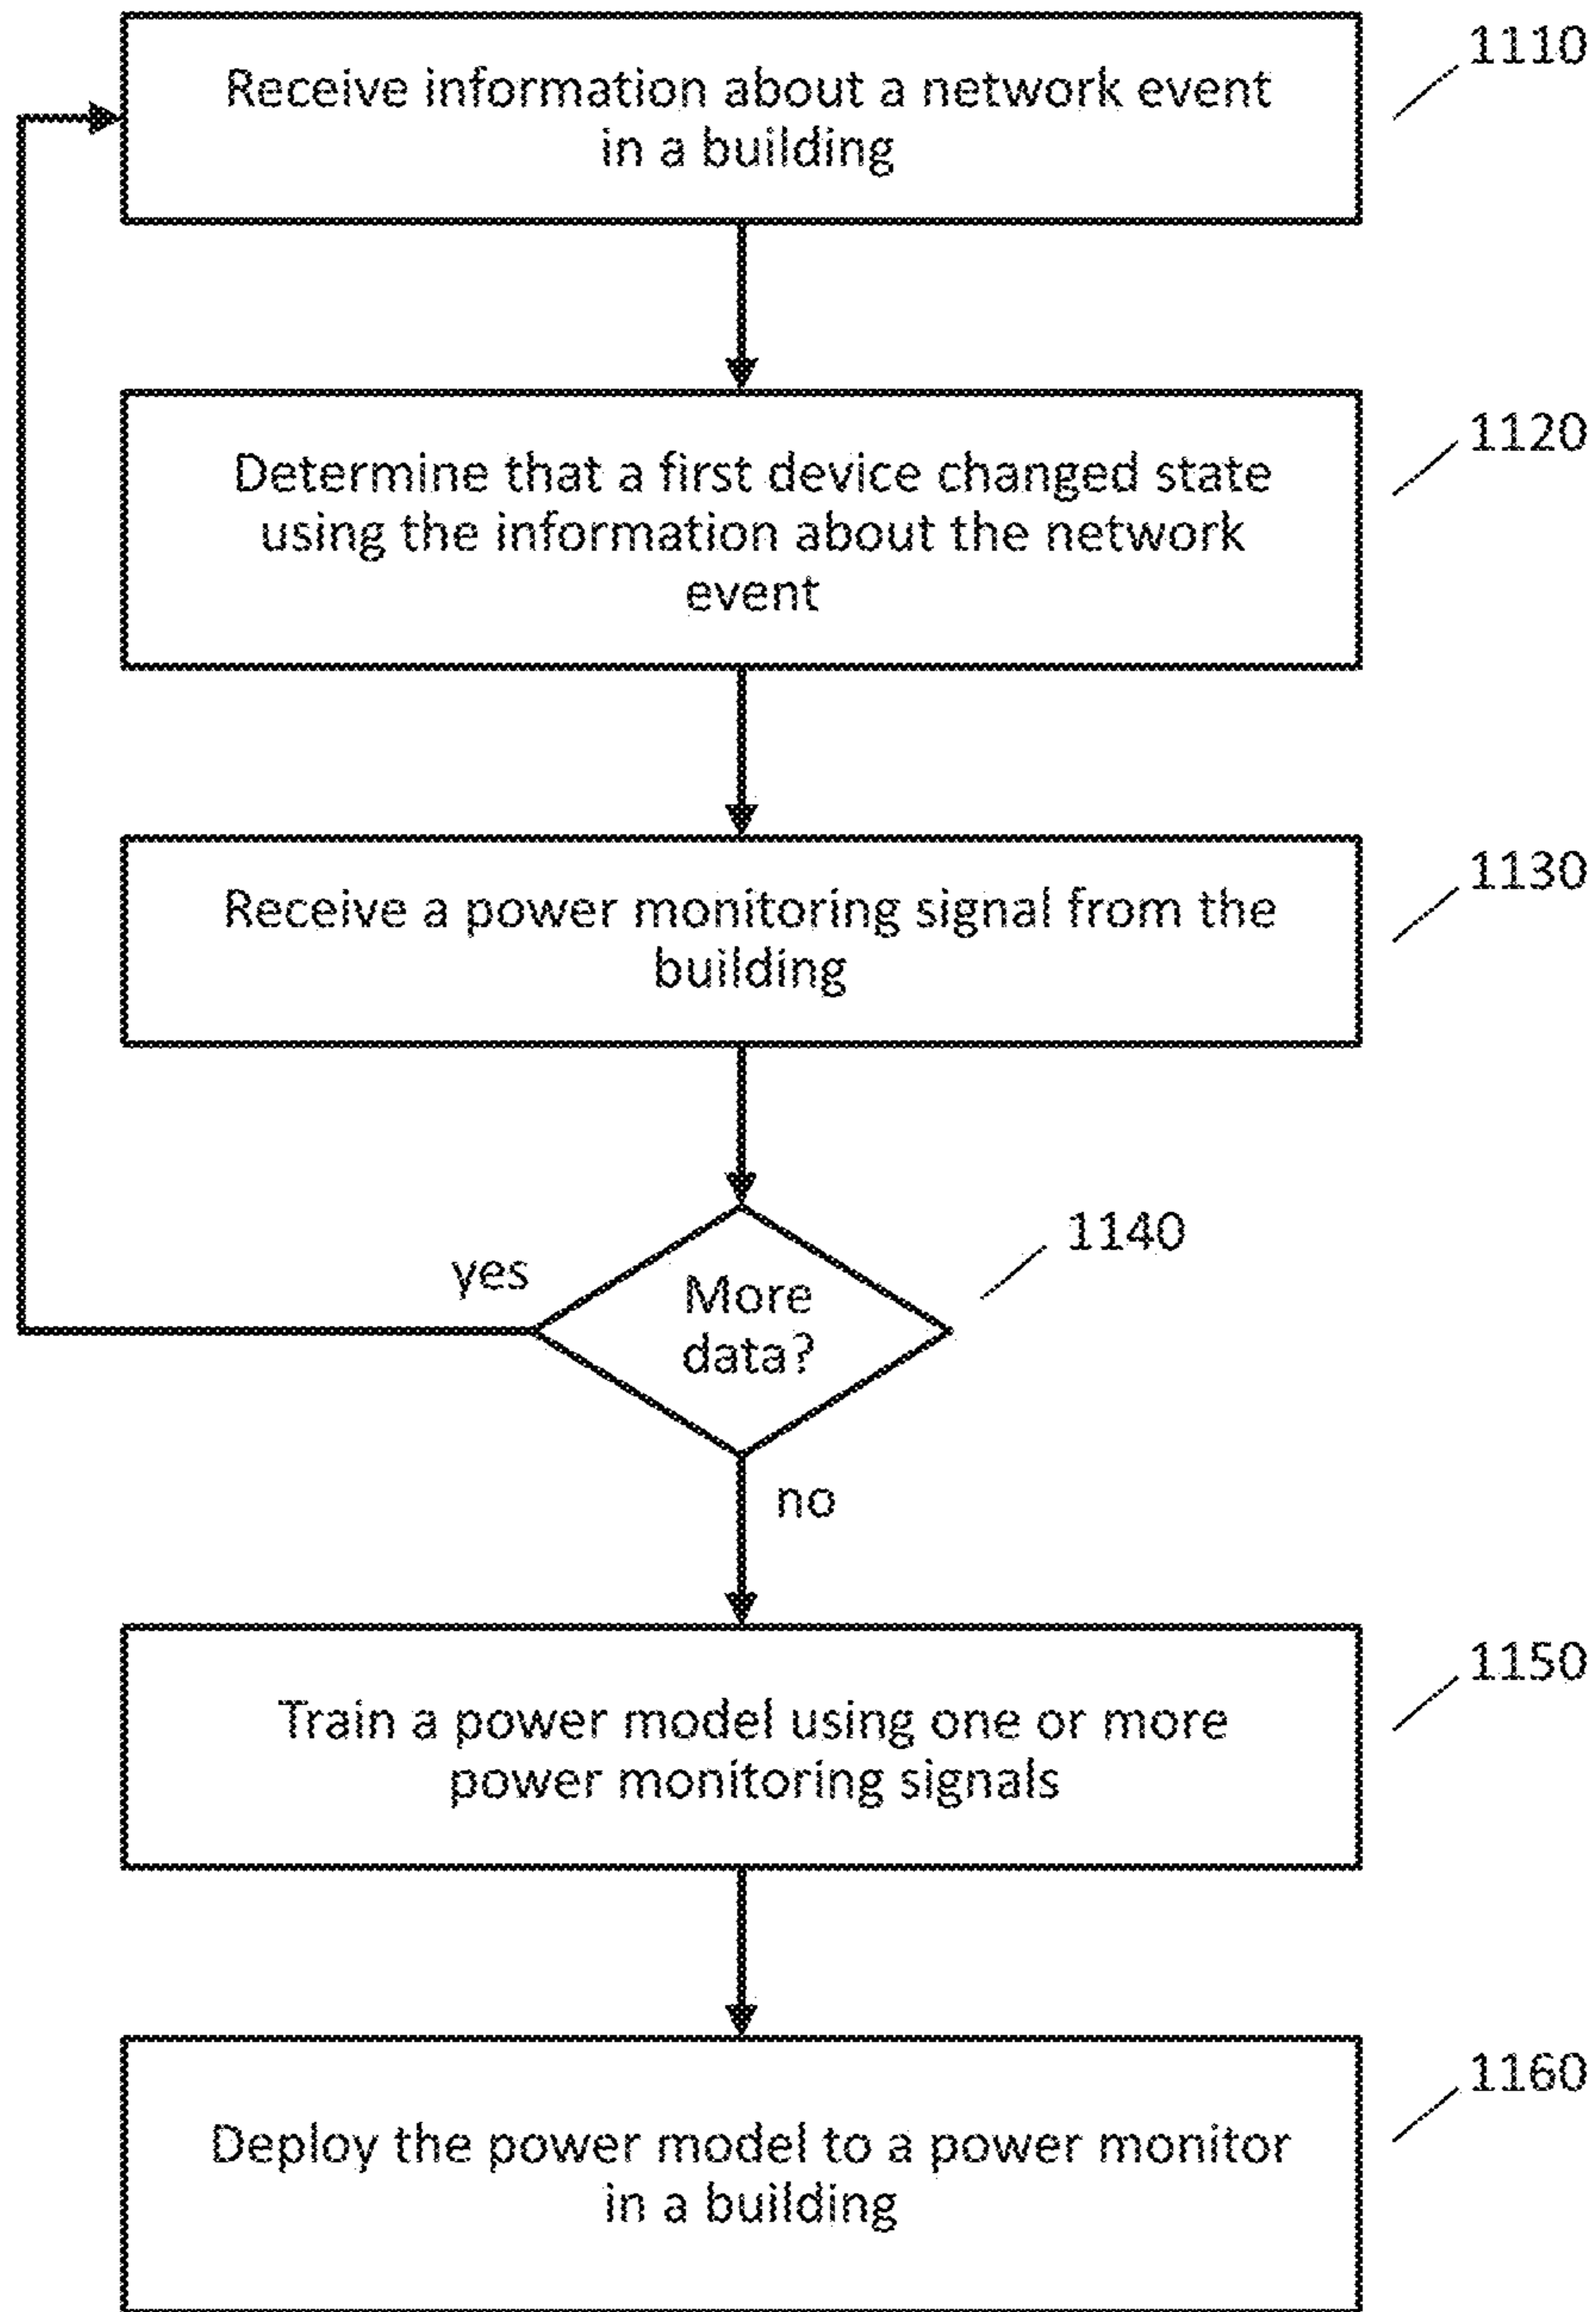 Receive information about a network event
in a building
1110
Determine that a first device changed state
using the information about the network
event
1120
Receive a power monitoring signal from the
building
1130
More
data?
1140
yes
no
Train a power model using one or more
power monitoring signals
1150
Deploy the power model to a power monitor
in a building
1160